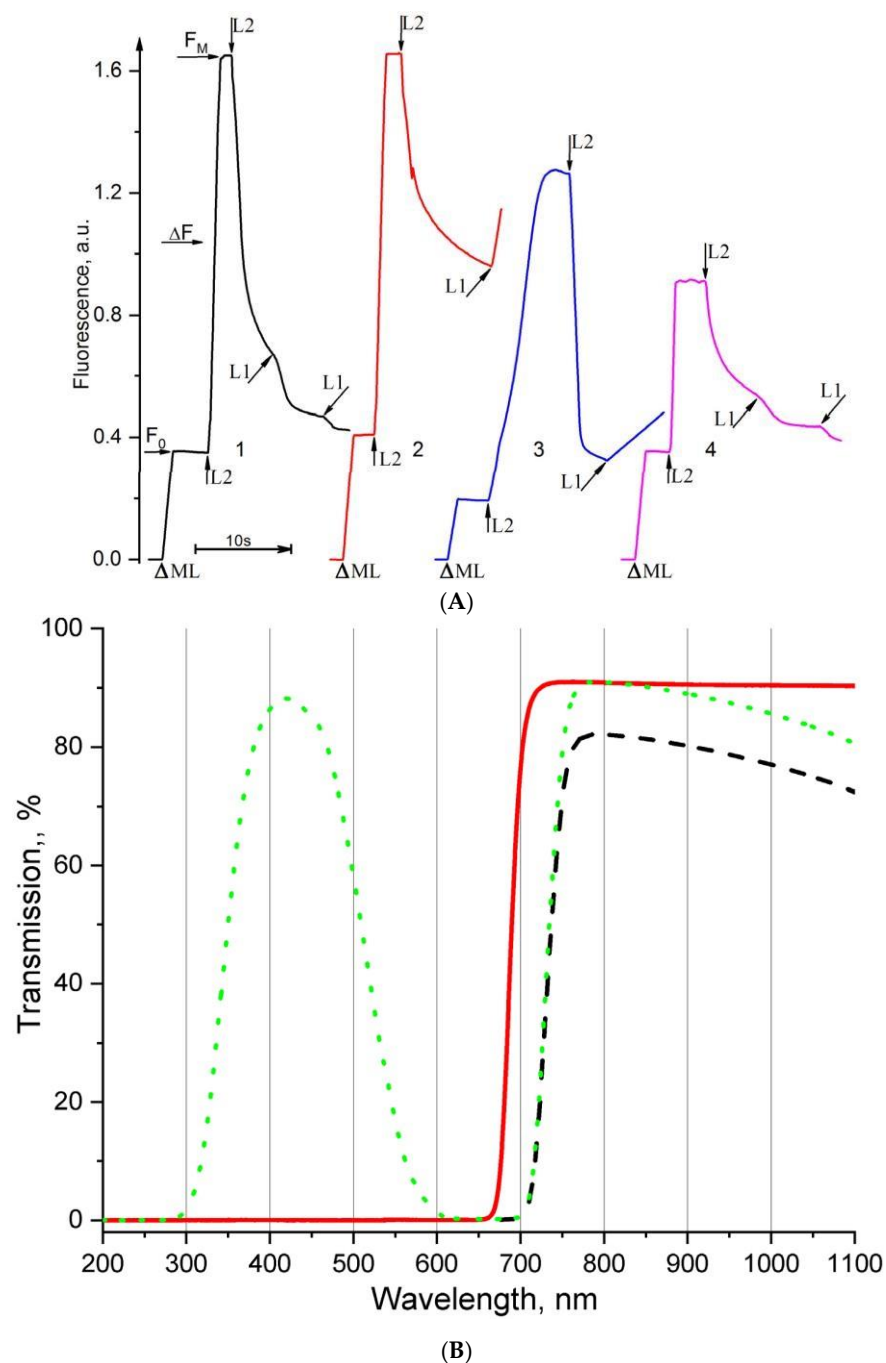 L2
L2
F_M
1.6
L2
1.2
ΔF
L2
Fluorescence, a.u.
0.8
L1
L1
L1
L1
F_0
0.4
1
2
3
4
L2
L2
L2
L2
L1
L1
10s
0.0
ΔML
ΔML
ΔML
ΔML
(A)
100
80
60
40
20
0
Transmission,, %
200 300 400 500 600 700 800 900 1000 1100
Wavelength, nm
(B)